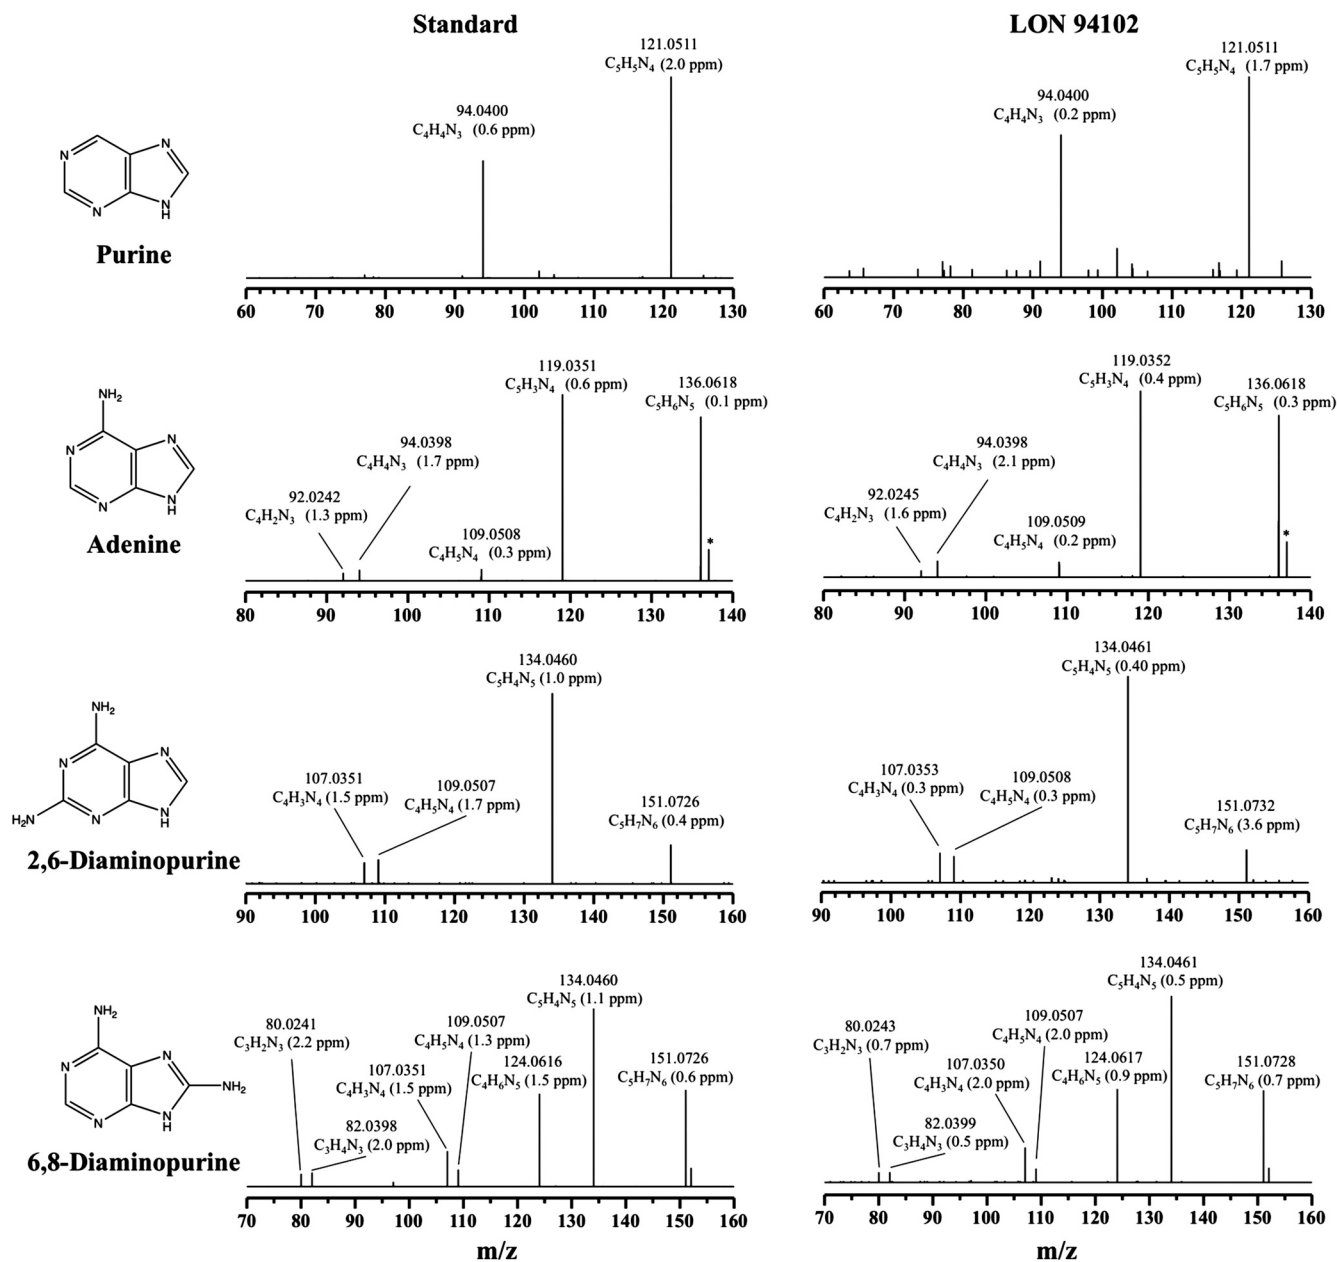 Standard
LON 94102
121.0511
C₅H₅N₄ (2.0 ppm)
94.0400
C₄H₄N₃ (0.6 ppm)
121.0511
C₅H₅N₄ (1.7 ppm)
94.0400
C₄H₄N₃ (0.2 ppm)
N
N
N
N
H
Purine
60 70 80 90 100 110 120 130
60 70 80 90 100 110 120 130
119.0351
C₅H₃N₄ (0.6 ppm)
136.0618
C₅H₆N₅ (0.1 ppm)
94.0398
C₄H₄N₃ (1.7 ppm)
92.0242
C₄H₂N₃ (1.3 ppm)
109.0508
C₄H₅N₄ (0.3 ppm)
*
119.0352
C₅H₃N₄ (0.4 ppm)
136.0618
C₅H₆N₅ (0.3 ppm)
94.0398
C₄H₄N₃ (2.1 ppm)
92.0245
C₄H₂N₃ (1.6 ppm)
109.0509
C₄H₅N₄ (0.2 ppm)
*
NH₂
N
N
N
N
H
Adenine
80 90 100 110 120 130 140
80 90 100 110 120 130 140
134.0460
C₅H₄N₅ (1.0 ppm)
107.0351
C₄H₃N₄ (1.5 ppm)
109.0507
C₄H₅N₄ (1.7 ppm)
151.0726
C₅H₇N₆ (0.4 ppm)
134.0461
C₅H₄N₅ (0.40 ppm)
107.0353
C₄H₃N₄ (0.3 ppm)
109.0508
C₄H₅N₄ (0.3 ppm)
151.0732
C₅H₇N₆ (3.6 ppm)
NH₂
N
N
H₂N
N
N
H
2,6-Diaminopurine
90 100 110 120 130 140 150 160
90 100 110 120 130 140 150 160
134.0460
C₅H₄N₅ (1.1 ppm)
80.0241
C₃H₂N₃ (2.2 ppm)
109.0507
C₄H₅N₄ (1.3 ppm)
107.0351
C₄H₃N₄ (1.5 ppm)
124.0616
C₄H₆N₅ (1.5 ppm)
151.0726
C₅H₇N₆ (0.6 ppm)
82.0398
C₃H₄N₃ (2.0 ppm)
134.0461
C₅H₄N₅ (0.5 ppm)
80.0243
C₃H₂N₃ (0.7 ppm)
109.0507
C₄H₅N₄ (2.0 ppm)
107.0350
C₄H₃N₄ (2.0 ppm)
124.0617
C₄H₆N₅ (0.9 ppm)
151.0728
C₅H₇N₆ (0.7 ppm)
82.0399
C₃H₄N₃ (0.5 ppm)
NH₂
N
N
NH₂
N
N
H
6,8-Diaminopurine
70 80 90 100 110 120 130 140 150 160
70 80 90 100 110 120 130 140 150 160
m/z
m/z